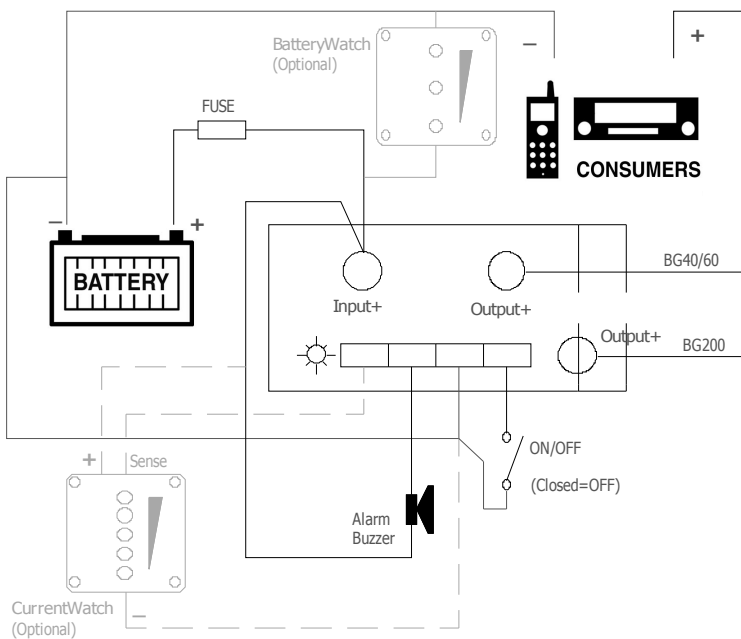 BatteryWatch
(Optional)
−
+
FUSE
CONSUMERS
−
+
BATTERY
BG40/60
Input+
Output+
Output+
BG200
+
Sense
ON/OFF
(Closed=OFF)
Alarm
Buzzer
CurrentWatch
(Optional)
−